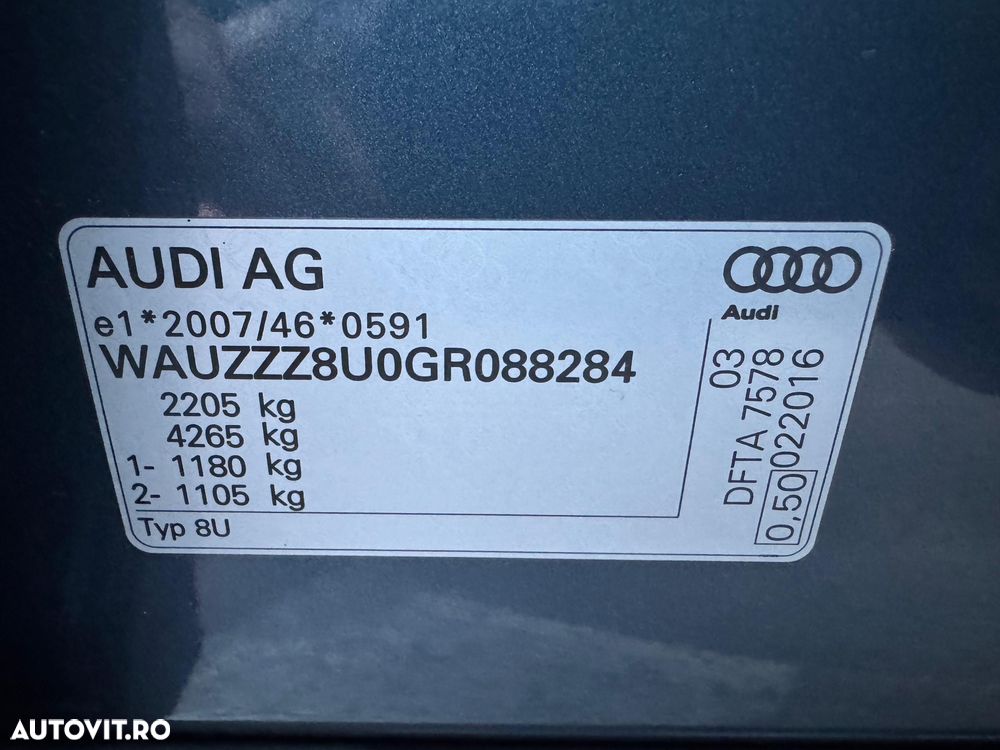 AUDI AG
e1*2007/46*0591
WAUZZZ8U0GR088284
2205 kg
4265 kg
1- 1180 kg
2- 1105 kg
Typ 8U
Audi
03
DFTA 7578
0,50 022016
AUTOVIT.RO